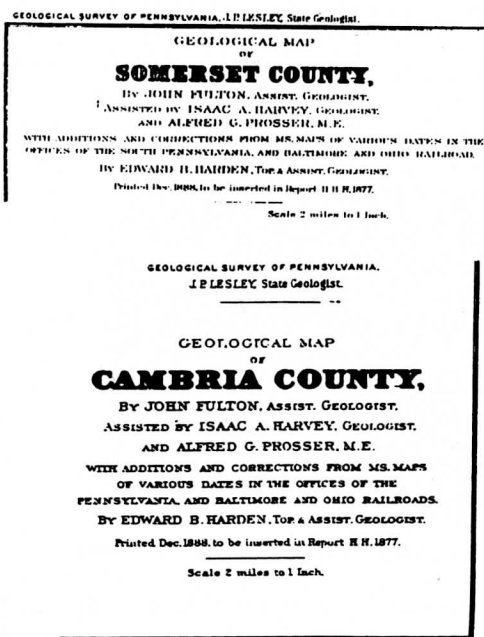 GEOLOGICAL SURVEY OF PENNSYLVANIA, J.P. LESLEY, State Geologist.
GEOLOGICAL MAP
OF
SOMERSET COUNTY,
BY JOHN FULTON, ASSIST. GEOLOGIST,
ASSISTED BY ISAAC A. HARVEY, GEOLOGIST,
AND ALFRED G. PROSSER, M.E.
WITH ADDITIONS AND CORRECTIONS FROM MS. MAPS OF VARIOUS DATES IN THE
OFFICES OF THE SOUTH PENNSYLVANIA, AND BALTIMORE AND OHIO RAILROAD.
BY EDWARD B. HARDEN, TOP. & ASSIST. GEOLOGIST.
Printed Dec. 1888, to be inserted in Report H H H, 1877.
Scale 2 miles to 1 Inch.
GEOLOGICAL SURVEY OF PENNSYLVANIA,
J.P. LESLEY, State Geologist.
GEOLOGICAL MAP
OF
CAMBRIA COUNTY,
BY JOHN FULTON, ASSIST. GEOLOGIST,
ASSISTED BY ISAAC A. HARVEY, GEOLOGIST,
AND ALFRED G. PROSSER, M.E.
WITH ADDITIONS AND CORRECTIONS FROM MS. MAPS
OF VARIOUS DATES IN THE OFFICES OF THE
PENNSYLVANIA, AND BALTIMORE AND OHIO RAILROADS.
BY EDWARD B. HARDEN, TOP. & ASSIST. GEOLOGIST.
Printed Dec. 1888, to be inserted in Report H H. 1877.
Scale 2 miles to 1 Inch.